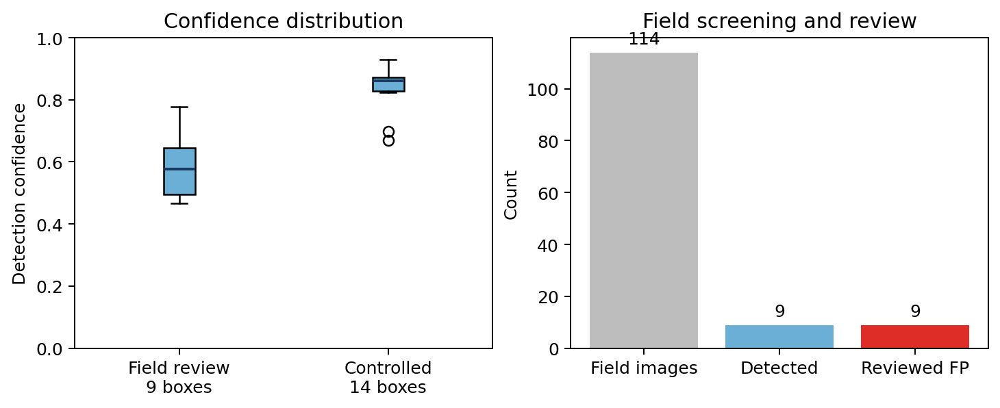 Confidence distribution
Detection confidence
1.0
0.8
0.6
0.4
0.2
0.0
Field review
9 boxes
Controlled
14 boxes
Field screening and review
Count
100
80
60
40
20
0
114
9
9
Field images
Detected
Reviewed FP